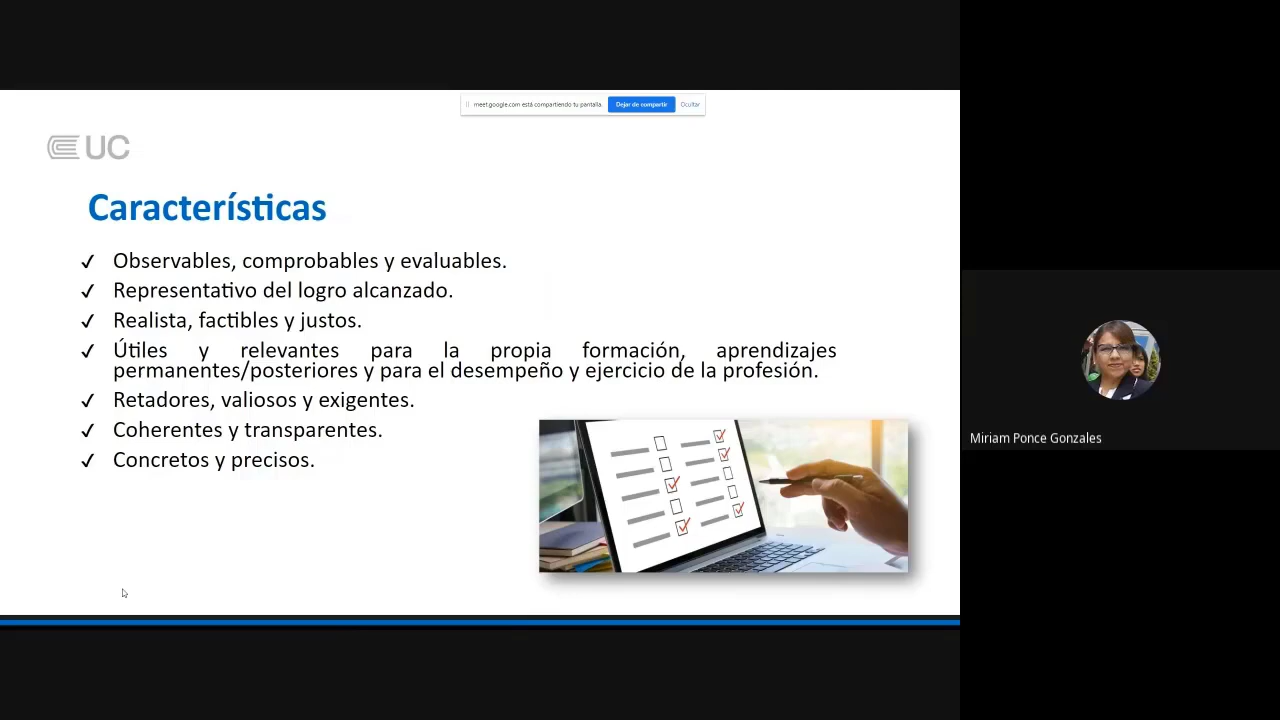 meet.google.com está compartiendo tu pantalla.
Dejar de compartir
Ocultar
UC
Características
✓ Observables, comprobables y evaluables.
✓ Representativo del logro alcanzado.
✓ Realista, factibles y justos.
✓ Útiles y relevantes para la propia formación, aprendizajes
permanentes/posteriores y para el desempeño y ejercicio de la profesión.
✓ Retadores, valiosos y exigentes.
✓ Coherentes y transparentes.
✓ Concretos y precisos.
Miriam Ponce Gonzales